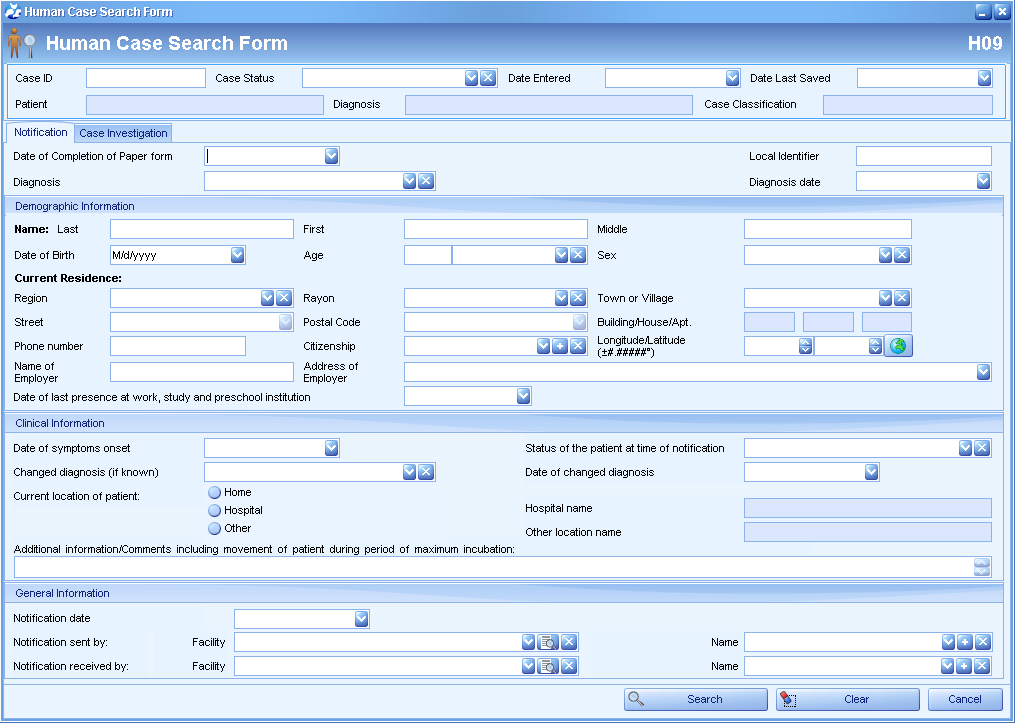 Human Case Search Form
Human Case Search Form H09
Case ID Case Status Date Entered Date Last Saved
Patient Diagnosis Case Classification
Notification Case Investigation
Date of Completion of Paper form Local Identifier
Diagnosis Diagnosis date
Demographic Information
Name: Last First Middle
Date of Birth M/d/yyyy Age Sex
Current Residence:
Region Rayon Town or Village
Street Postal Code Building/House/Apt.
Phone number Citizenship Longitude/Latitude
(±#.#####°)
Name of Address of
Employer Employer
Date of last presence at work, study and preschool institution
Clinical Information
Date of symptoms onset Status of the patient at time of notification
Changed diagnosis (if known) Date of changed diagnosis
Current location of patient: Home
Hospital Hospital name
Other Other location name
Additional information/Comments including movement of patient during period of maximum incubation:
General Information
Notification date
Notification sent by: Facility Name
Notification received by: Facility Name
Search Clear Cancel